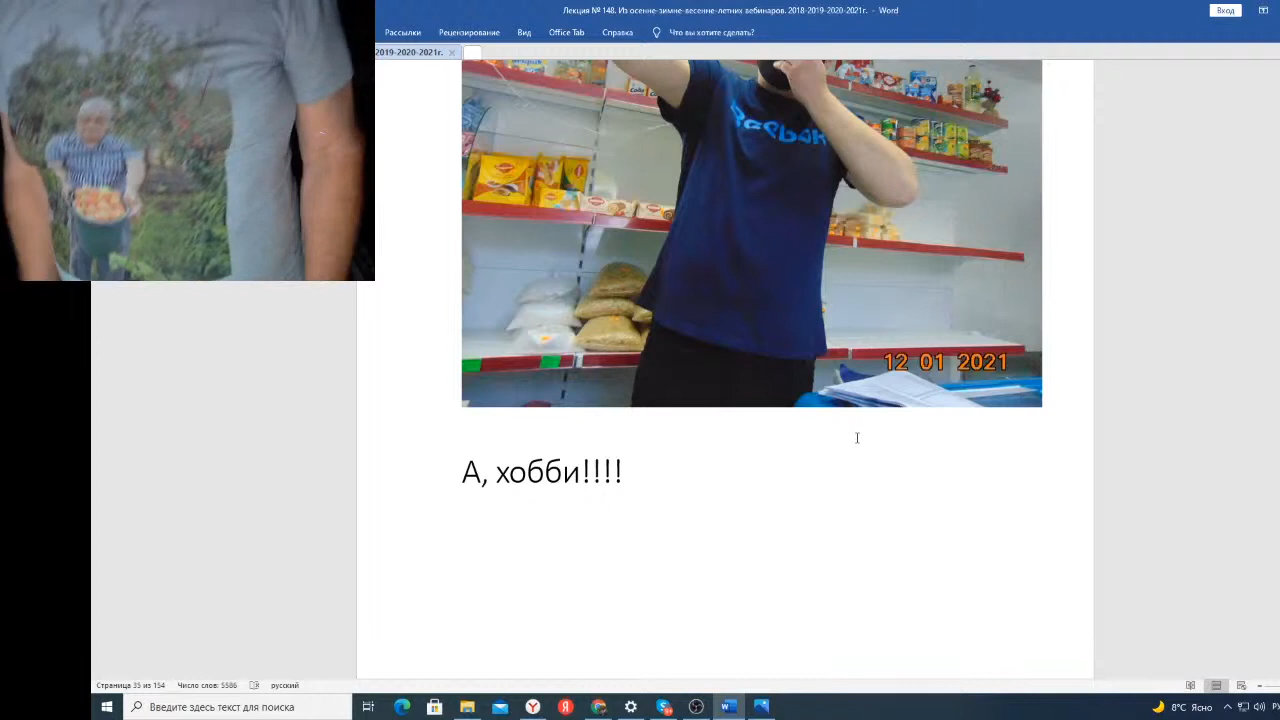 Лекция № 148. Из осенне-зимне-весенне-летних вебинаров. 2018-2019-2020-2021г. - Word
Вход
Рассылки Рецензирование Вид Office Tab Справка Что вы хотите сделать?
2019-2020-2021г.
12 01 2021
А, хобби!!!!
Страница 35 из 154 Число слов: 5586 русский
Введите здесь текст для поиска
8°C Ясно